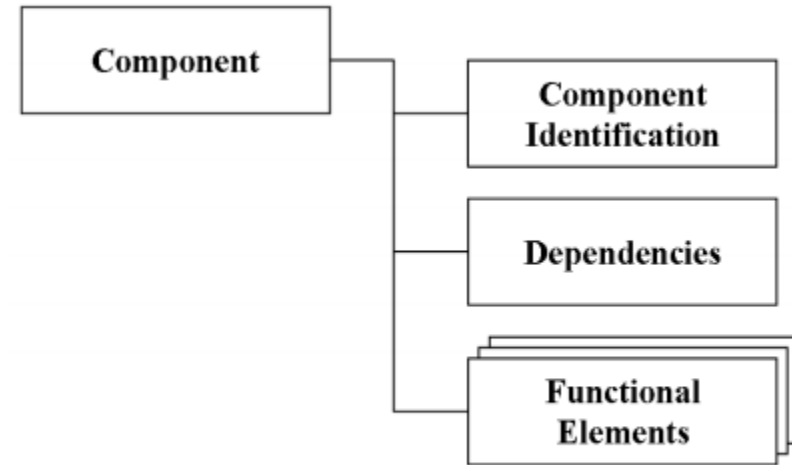 Component
Component
Identification
Dependencies
Functional
Elements